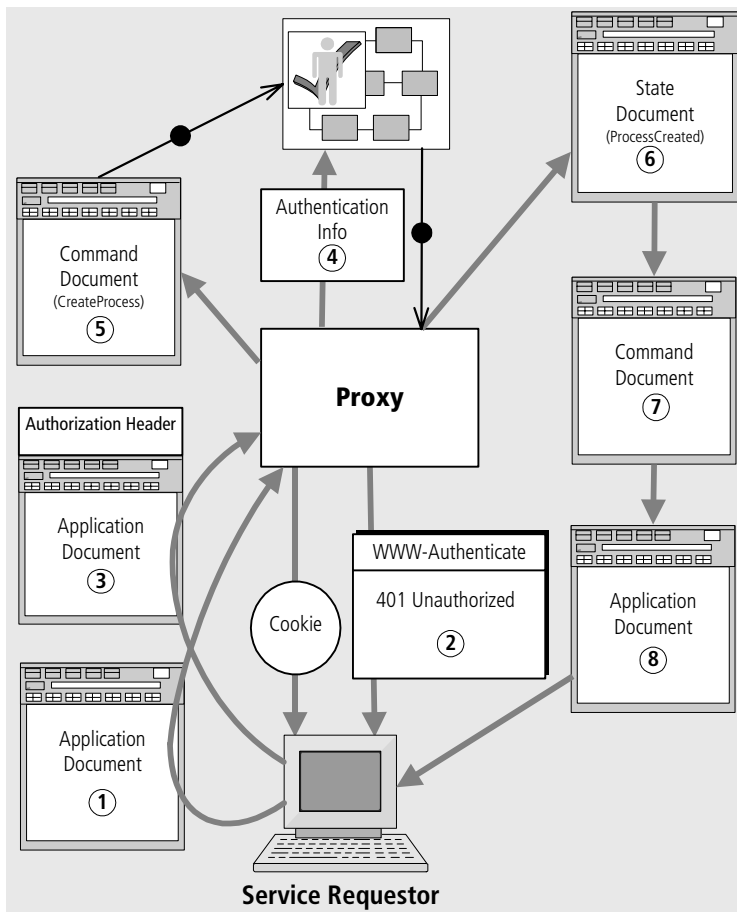 State
Document
(ProcessCreated)
6
Authentication
Info
4
Command
Document
(CreateProcess)
5
Command
Document
7
Proxy
Authorization Header
Application
Document
3
WWW-Authenticate
401 Unauthorized
2
Cookie
Application
Document
8
Application
Document
1
Service Requestor